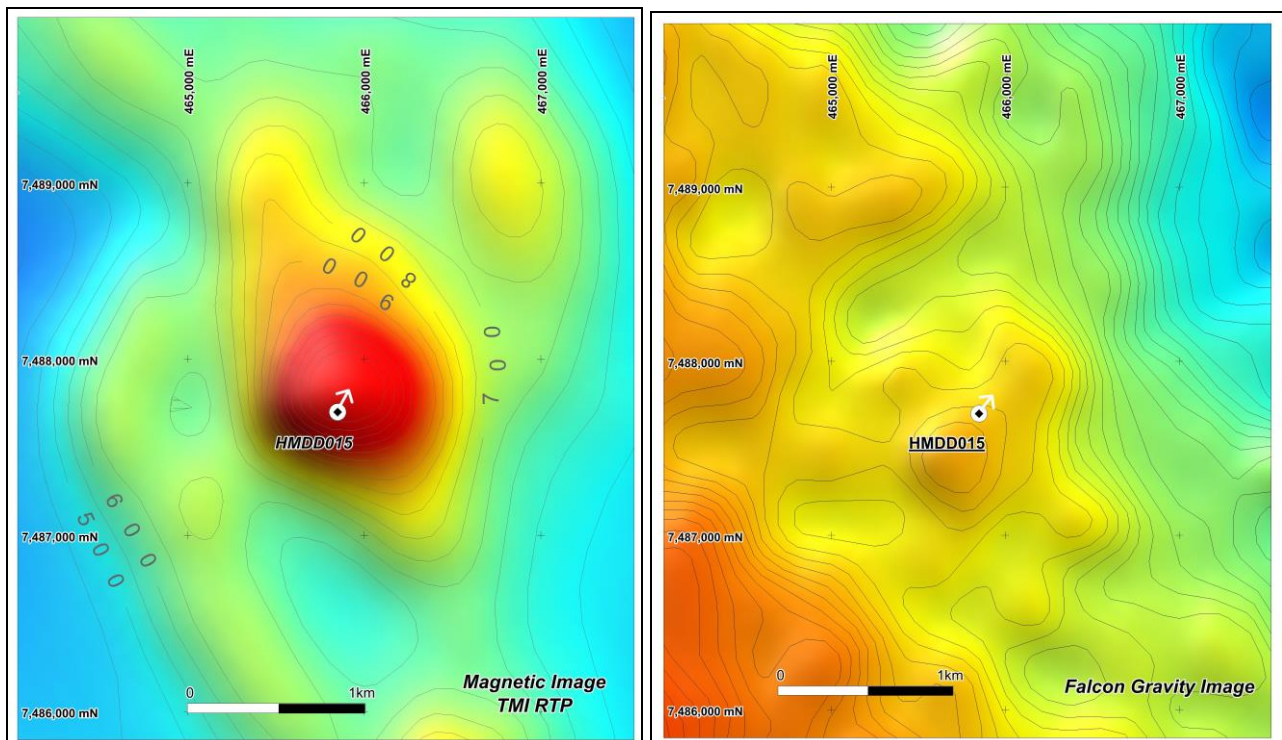 465,000 mE
466,000 mE
467,000 mE
7,489,000 mN
800
900
7,488,000 mN
700
HMDD015
600
500
7,487,000 mN
0 1km
Magnetic Image
TMI RTP
7,486,000 mN
465,000 mE
466,000 mE
467,000 mE
7,489,000 mN
7,488,000 mN
HMDD015
7,487,000 mN
0 1km
Falcon Gravity Image
7,486,000 mN